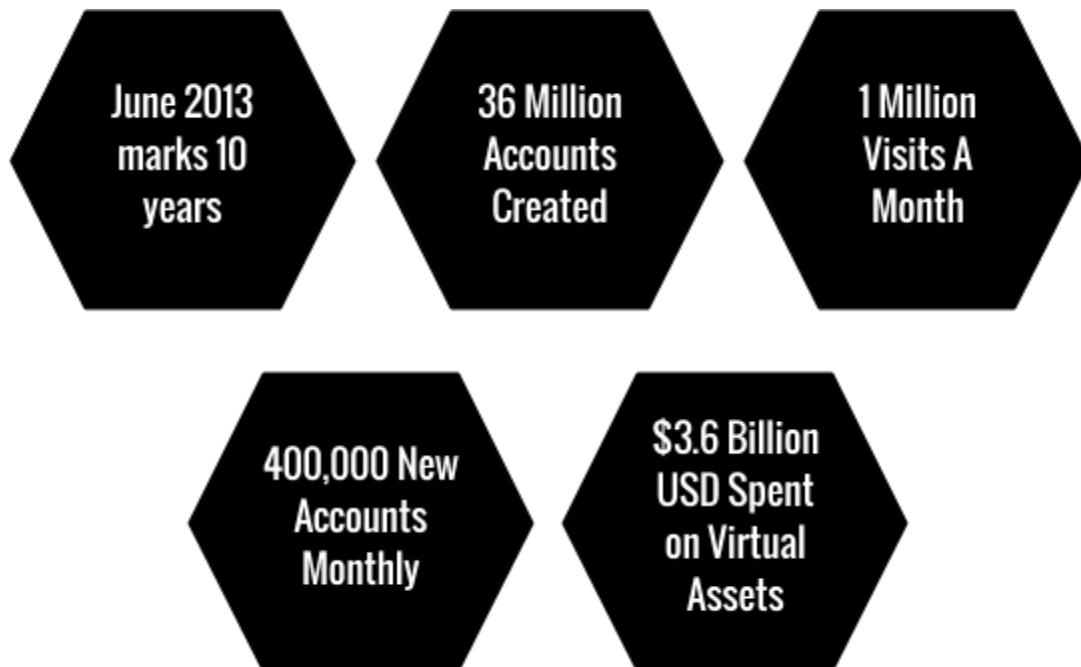 June 2013
marks 10
years
36 Million
Accounts
Created
1 Million
Visits A
Month
400,000 New
Accounts
Monthly
$3.6 Billion
USD Spent
on Virtual
Assets